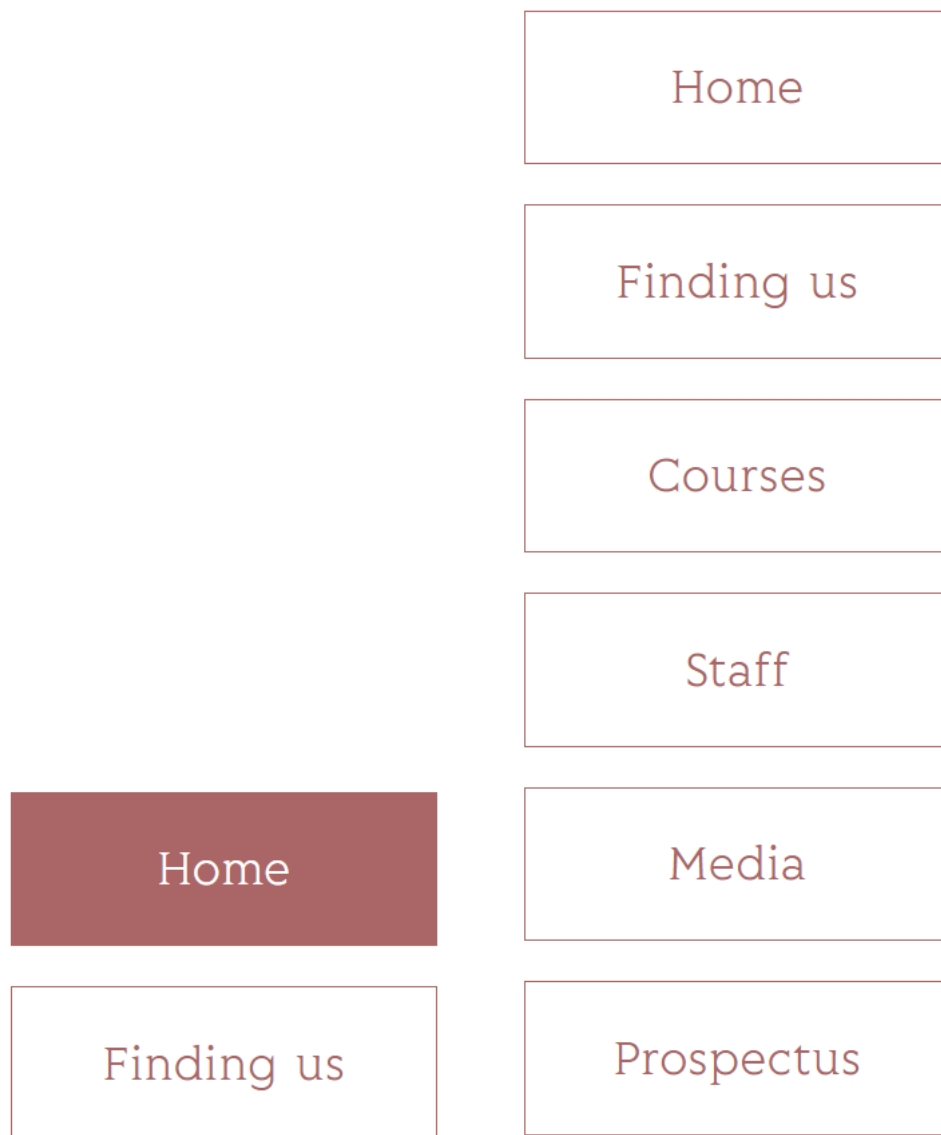 Home
Finding us
Courses
Staff
Media
Prospectus
Home
Finding us